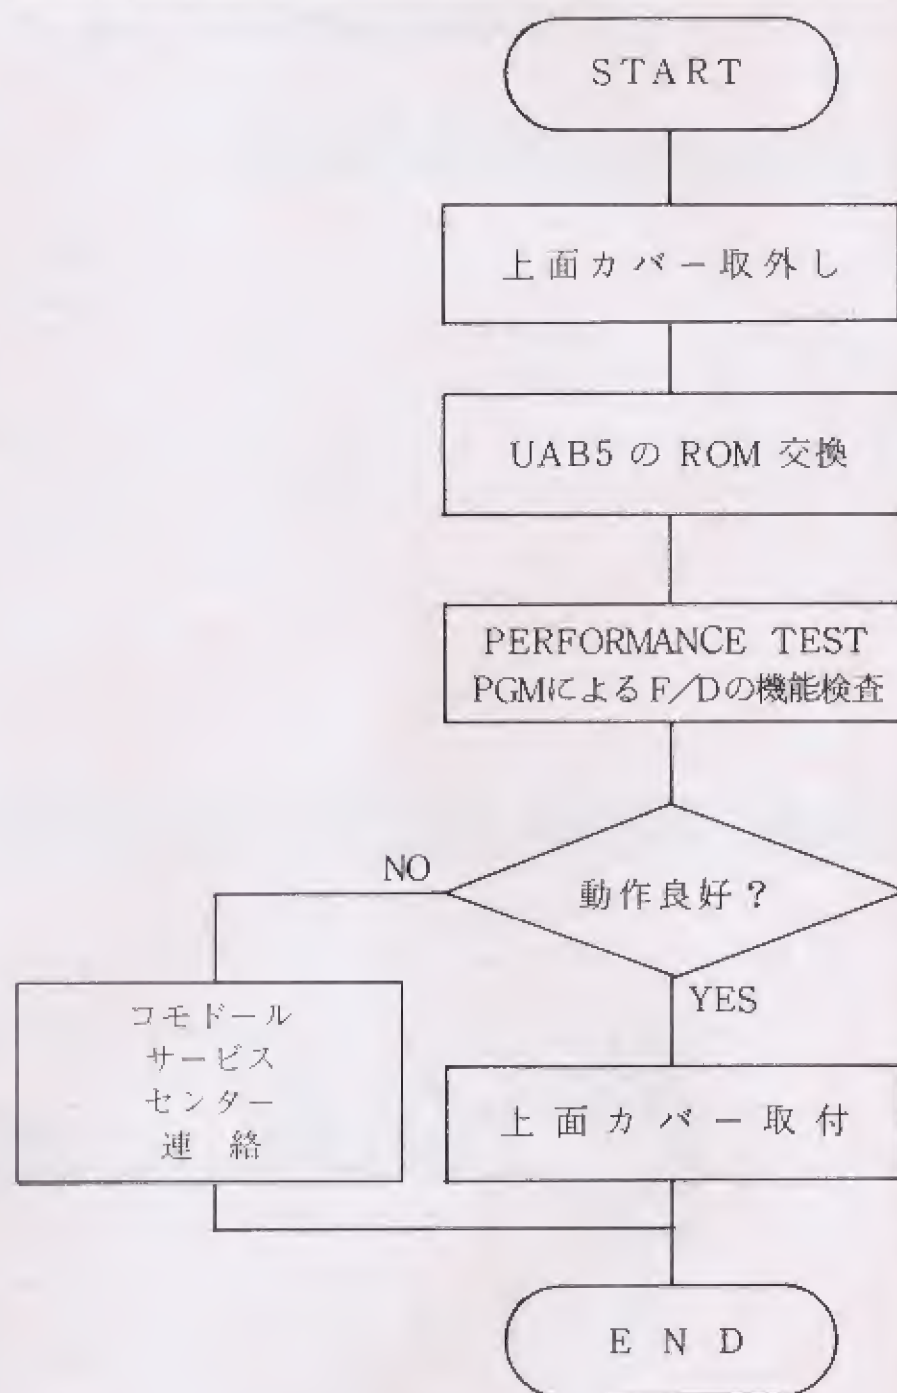 START
上面カバー取外し
UAB5 の ROM 交換
PERFORMANCE TEST
PGMによるF/Dの機能検査
動作良好?
NO
YES
コモドール
サービス
センター
連絡
上面カバー取付
END